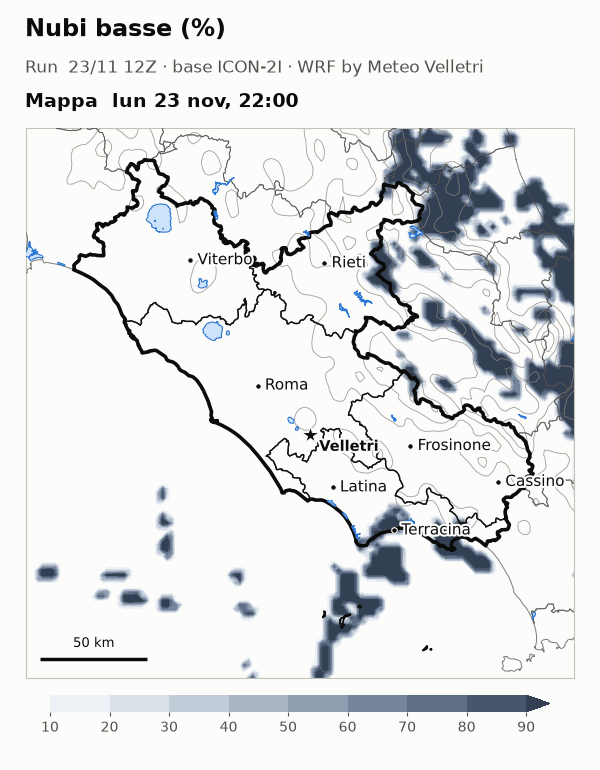 Nubi basse (%)
Run  23/11 12Z · base ICON-2I · WRF by Meteo Velletri
Mappa  lun 23 nov, 22:00
Viterbo
Rieti
Roma
Velletri
Frosinone
Cassino
Latina
Terracina
50 km
10 20 30 40 50 60 70 80 90